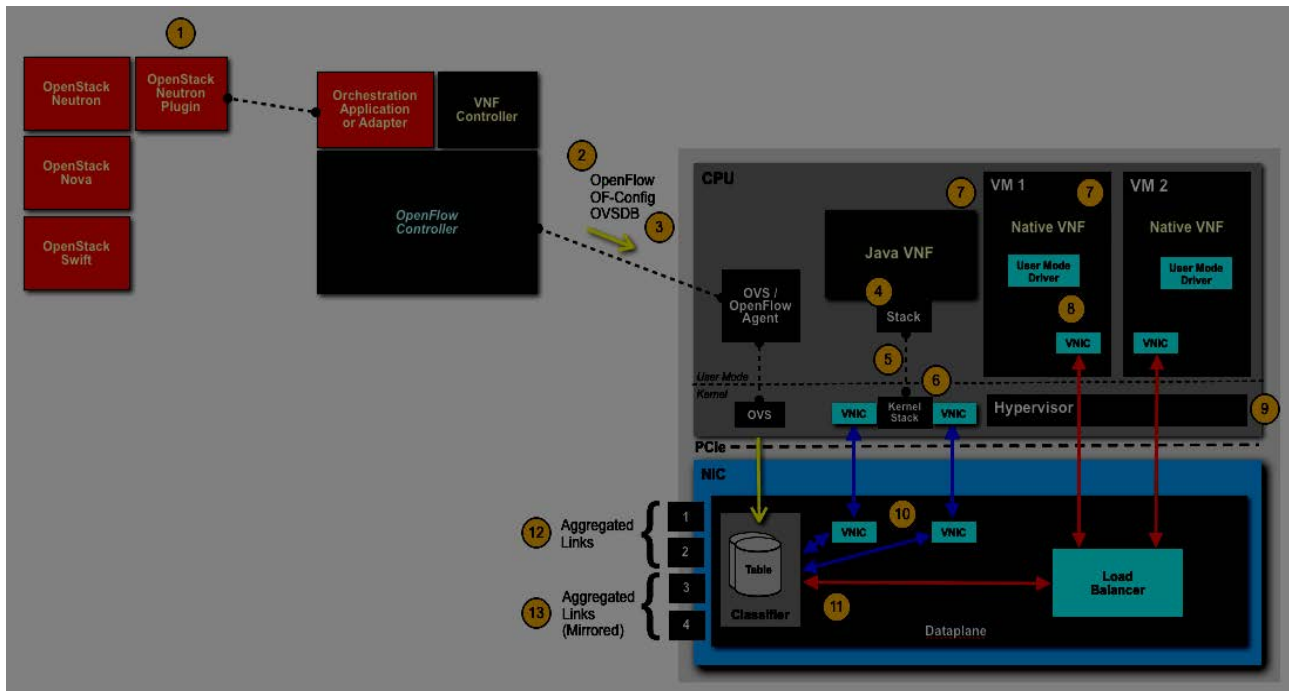 1
OpenStack
Neutron
OpenStack
Neutron
Plugin
OpenStack
Nova
OpenStack
Swift
Orchestration
Application
or Adapter
VNF
Controller
OpenFlow
Controller
2
OpenFlow
OF-Config
OVSDB
3
CPU
OVS /
OpenFlow
Agent
7
Java VNF
4
Stack
5
6
VM 1
7
Native VNF
User Mode
Driver
8
VNIC
VM 2
Native VNF
User Mode
Driver
VNIC
User Mode
Kernel
OVS
VNIC
Kernel
Stack
VNIC
Hypervisor
9
PCIe
NIC
12
Aggregated
Links
1
2
13
Aggregated
Links
(Mirrored)
3
4
Table
Classifier
VNIC
10
VNIC
11
Load
Balancer
Dataplane